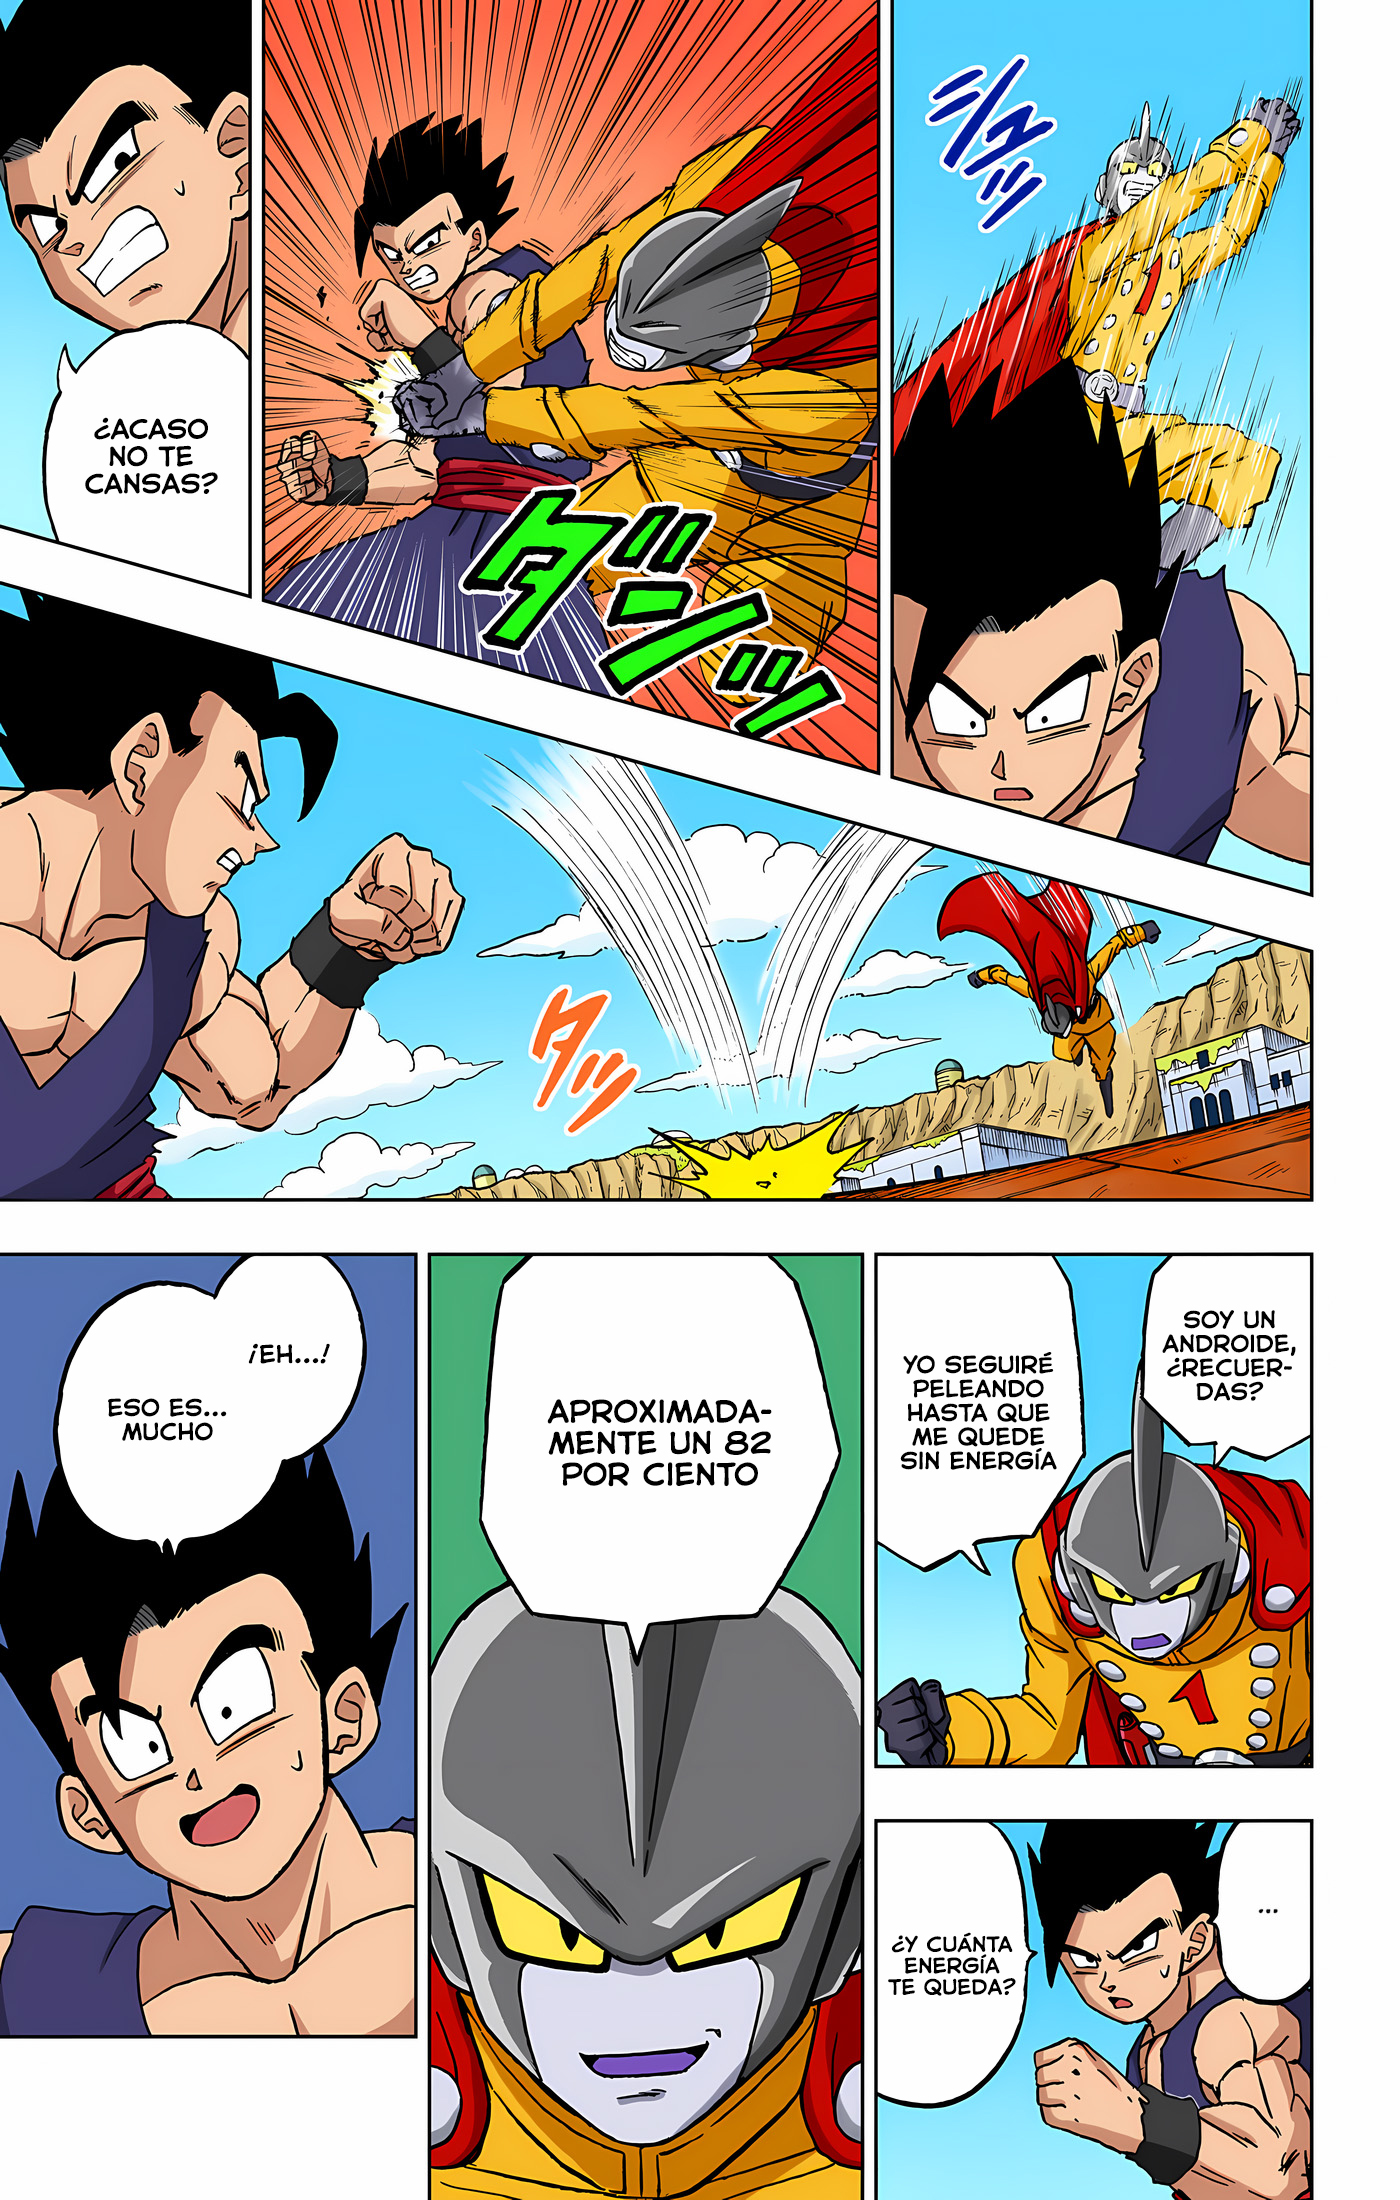 シュッ
ダンッ
¿ACASO
NO TE
CANSAS?
タッ
SOY UN
ANDROIDE,
¿RECUER-
DAS?
YO SEGUIRÉ
PELEANDO
HASTA QUE
ME QUEDE
SIN ENERGÍA
1
...
¿Y CUÁNTA
ENERGÍA
TE QUEDA?
APROXIMADA-
MENTE UN 82
POR CIENTO
¡EH...!
ESO ES...
MUCHO